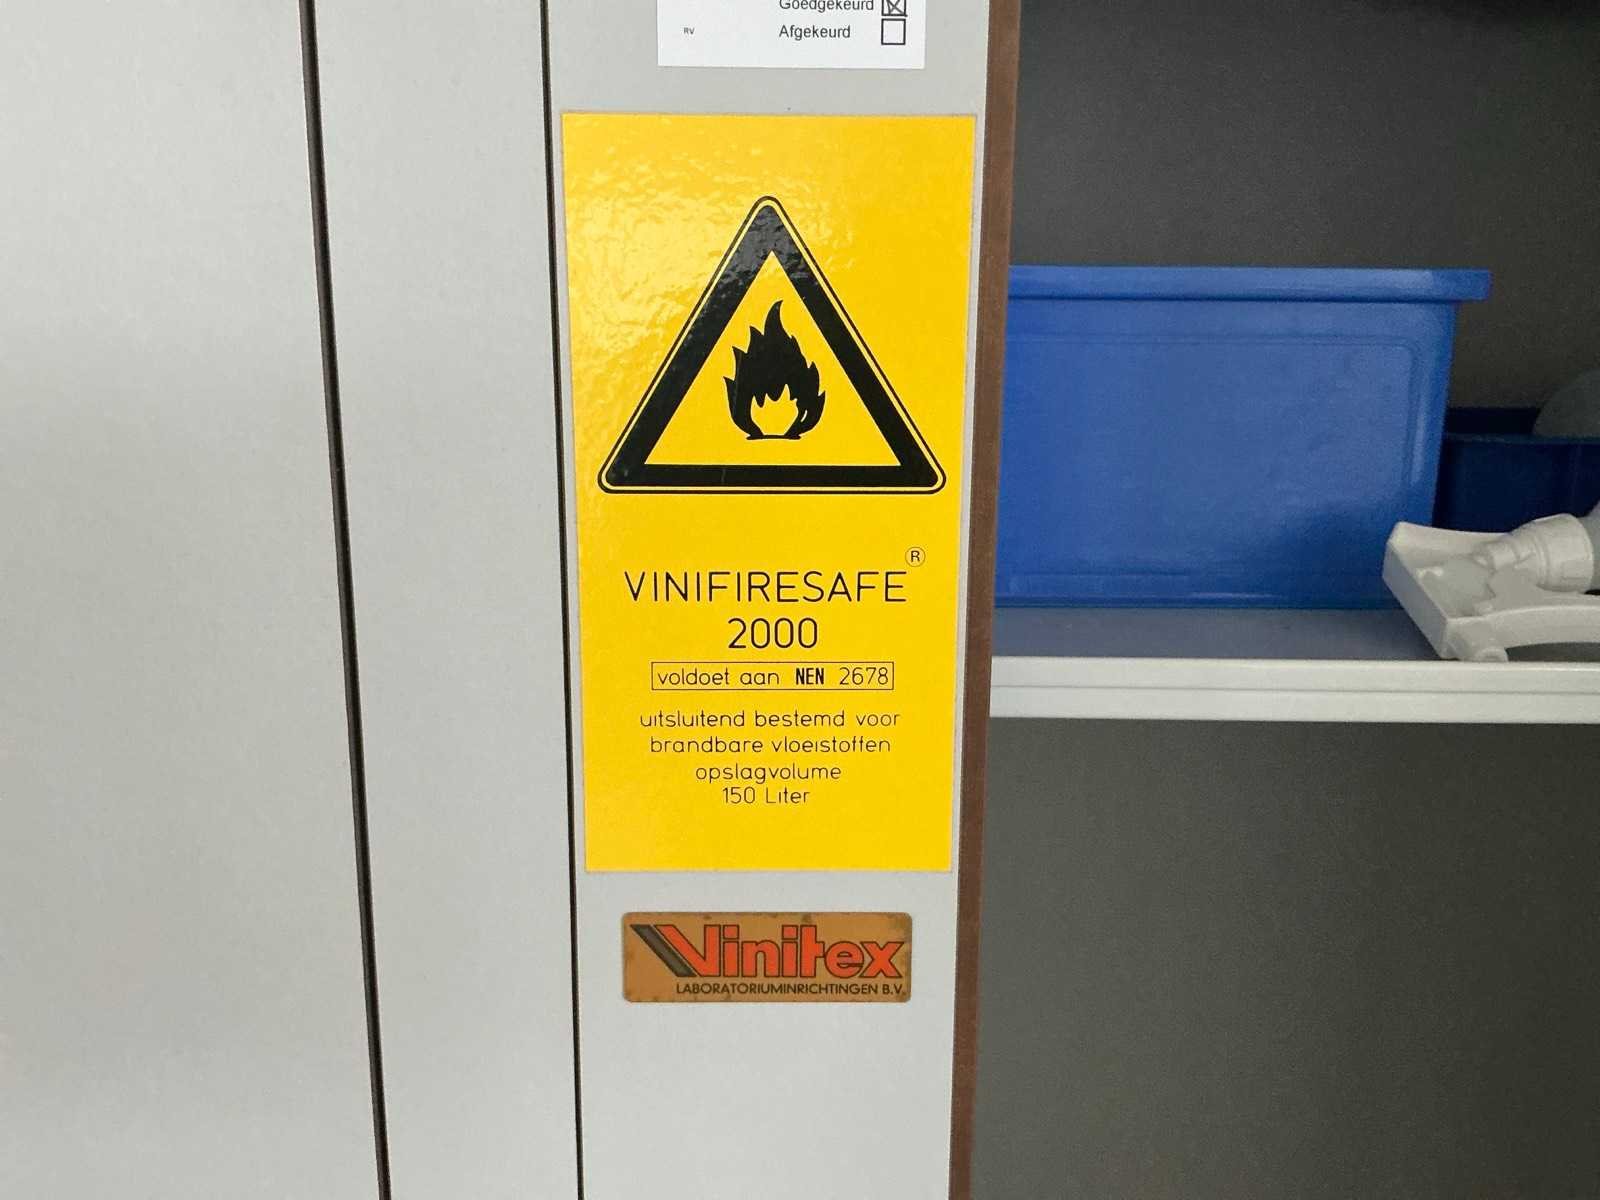 Goedgekeurd
RV
Afgekeurd
VINIFIRESAFE®
2000
voldoet aan NEN 2678
uitsluitend bestemd voor
brandbare vloeistoffen
opslagvolume
150 Liter
Vinitex
LABORATORIUMINRICHTINGEN B.V.